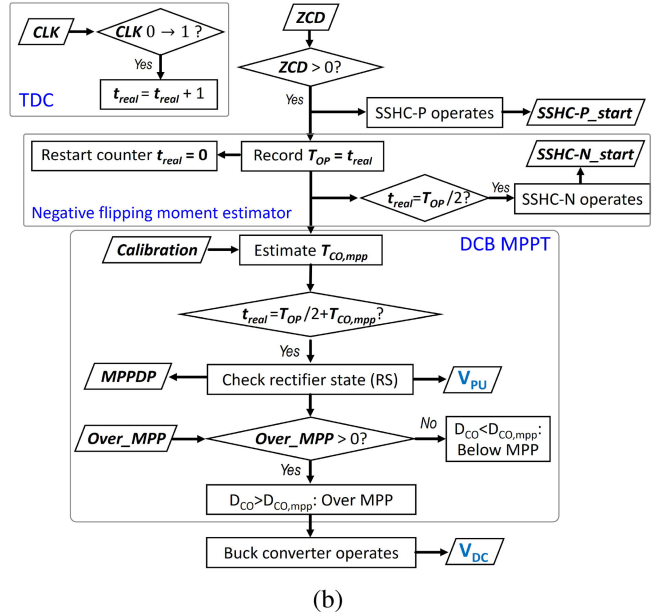 CLK
CLK 0 → 1 ?
Yes
t_real = t_real + 1
TDC
ZCD
ZCD > 0?
Yes
SSHC-P operates
SSHC-P_start
Restart counter t_real = 0
Record T_OP = t_real
SSHC-N_start
t_real=T_OP/2?
Yes
SSHC-N operates
Negative flipping moment estimator
DCB MPPT
Calibration
Estimate T_CO,mpp
t_real=T_OP/2+T_CO,mpp?
Yes
MPPDP
Check rectifier state (RS)
V_PU
Over_MPP
Over_MPP > 0?
No
D_CO<D_CO,mpp:
Below MPP
Yes
D_CO>D_CO,mpp: Over MPP
Buck converter operates
V_DC
(b)